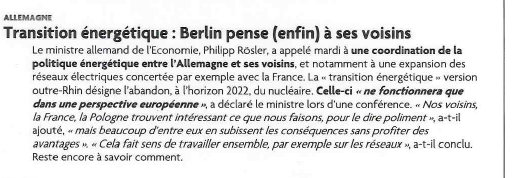 ALLEMAGNE
Transition énergétique : Berlin pense (enfin) à ses voisins
Le ministre allemand de l'Economie, Philipp Rösler, a appelé mardi à une coordination de la
politique énergétique entre l'Allemagne et ses voisins, et notamment à une expansion des
réseaux électriques concertée par exemple avec la France. La « transition énergétique » version
outre-Rhin désigne l'abandon, à l'horizon 2022, du nucléaire. Celle-ci « ne fonctionnera que
dans une perspective européenne », a déclaré le ministre lors d'une conférence. « Nos voisins,
la France, la Pologne trouvent intéressant ce que nous faisons, pour le dire poliment », a-t-il
ajouté, « mais beaucoup d'entre eux en subissent les conséquences sans profiter des
avantages ». « Cela fait sens de travailler ensemble, par exemple sur les réseaux », a-t-il conclu.
Reste encore à savoir comment.